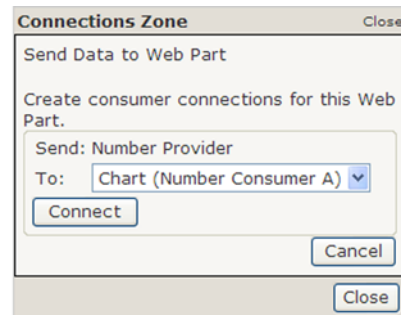 Connections Zone Close
Send Data to Web Part
Create consumer connections for this Web
Part.
Send: Number Provider
To: Chart (Number Consumer A)
Connect
Cancel
Close